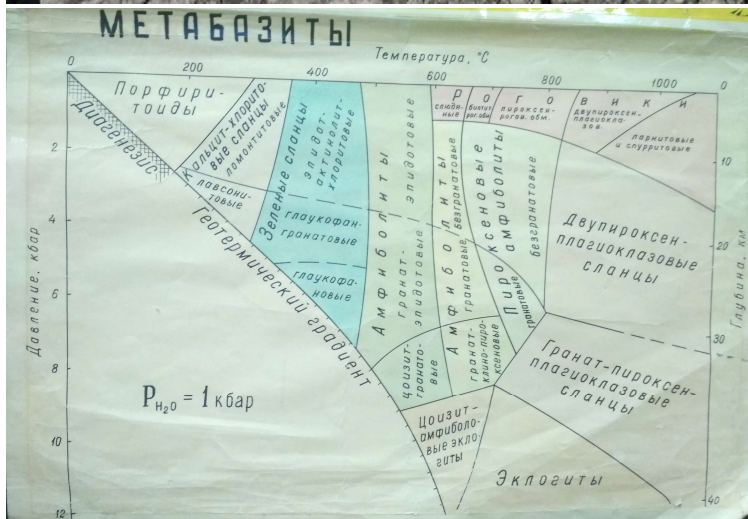 МЕТАБАЗИТЫ
Температура, °C
0
200
400
600
800
1000
0
Давление, кбар
2
4
6
8
10
12
Глубина, км
10
20
30
40
Диагенезис
Геотермический градиент
Порфири-
тоиды
Кальцит-хлорито-
вые сланцы
ломонтитовые
лавсони-
товые
Зеленые сланцы
эпидот-
актинолит-
хлоритовые
глаукофан-
гранатовые
глаукофа-
новые
Амфиболиты
эпидотовые
гранат-
эпидотовые
цоизит-
гранато-
вые
Амфиболиты
безгранатовые
гранатовые
гранат-
клино-пиро-
ксеновые
Пироксеновые
амфиболиты
безгранатовые
гранатовые
Роговики
слюдя-
ные
биотит
рог. обм.
пироксен-
рогов. обм.
двупироксен-
плагиокла-
зов.
ларнитовые
и спурритовые
Двупироксен-
плагиоклазовые
сланцы
Гранат-пироксен-
плагиоклазовые
сланцы
Цоизит-
амфиболо-
вые экло-
гиты
Эклогиты
P H₂O = 1 кбар